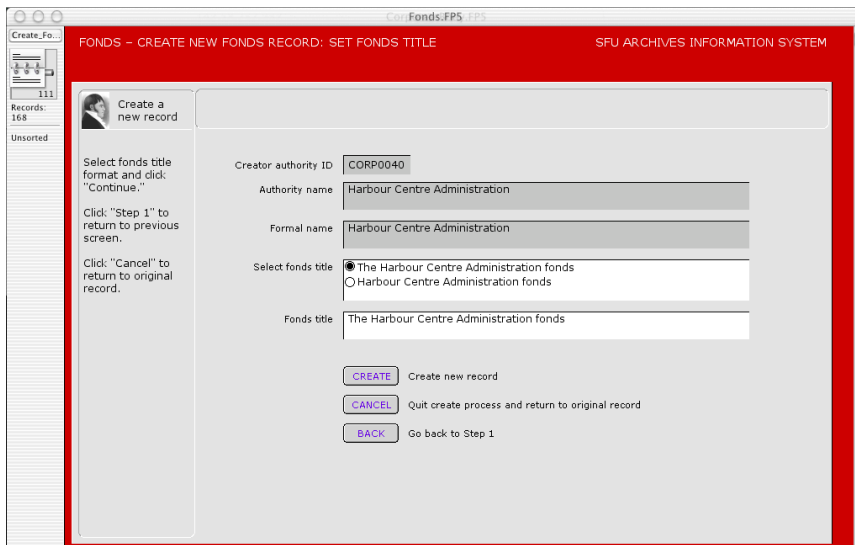 Fonds.FP5
Create_Fo...
FONDS – CREATE NEW FONDS RECORD: SET FONDS TITLE
SFU ARCHIVES INFORMATION SYSTEM
111
Records:
168
Unsorted
Create a
new record
Select fonds title
format and click
"Continue."
Click "Step 1" to
return to previous
screen.
Click "Cancel" to
return to original
record.
Creator authority ID
CORP0040
Authority name
Harbour Centre Administration
Formal name
Harbour Centre Administration
Select fonds title
The Harbour Centre Administration fonds
Harbour Centre Administration fonds
Fonds title
The Harbour Centre Administration fonds
CREATE
Create new record
CANCEL
Quit create process and return to original record
BACK
Go back to Step 1